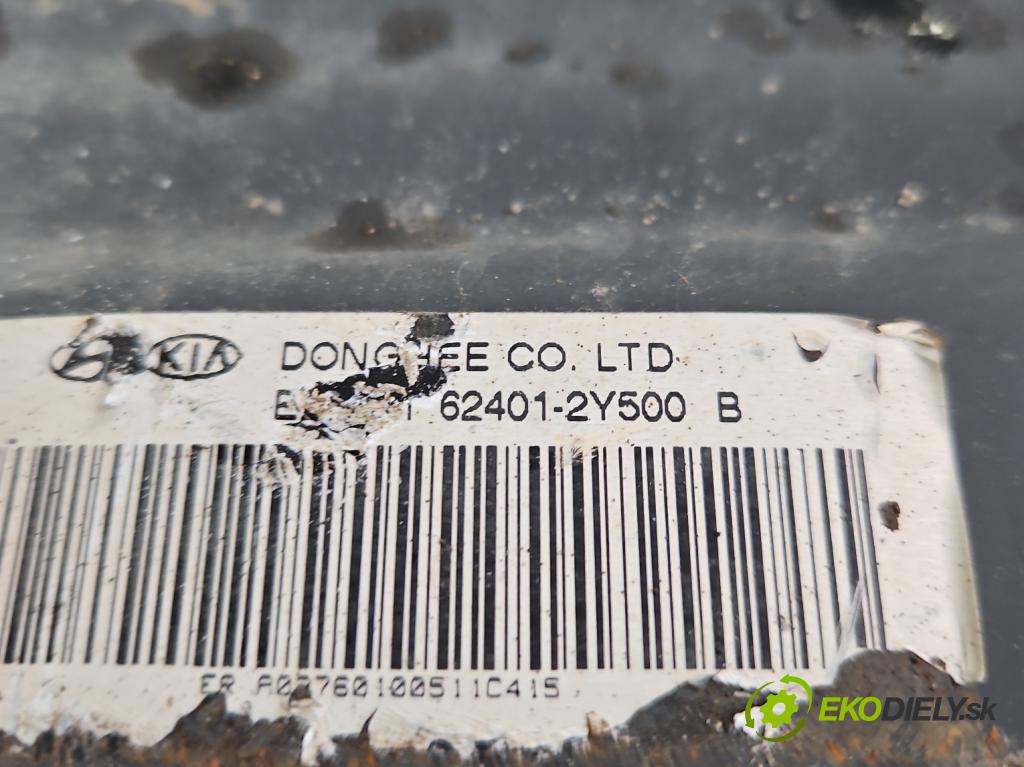 KIA DONGHEE CO. LTD
62401-2Y500 B
ER A02760100511C415
EKODIELY.sk